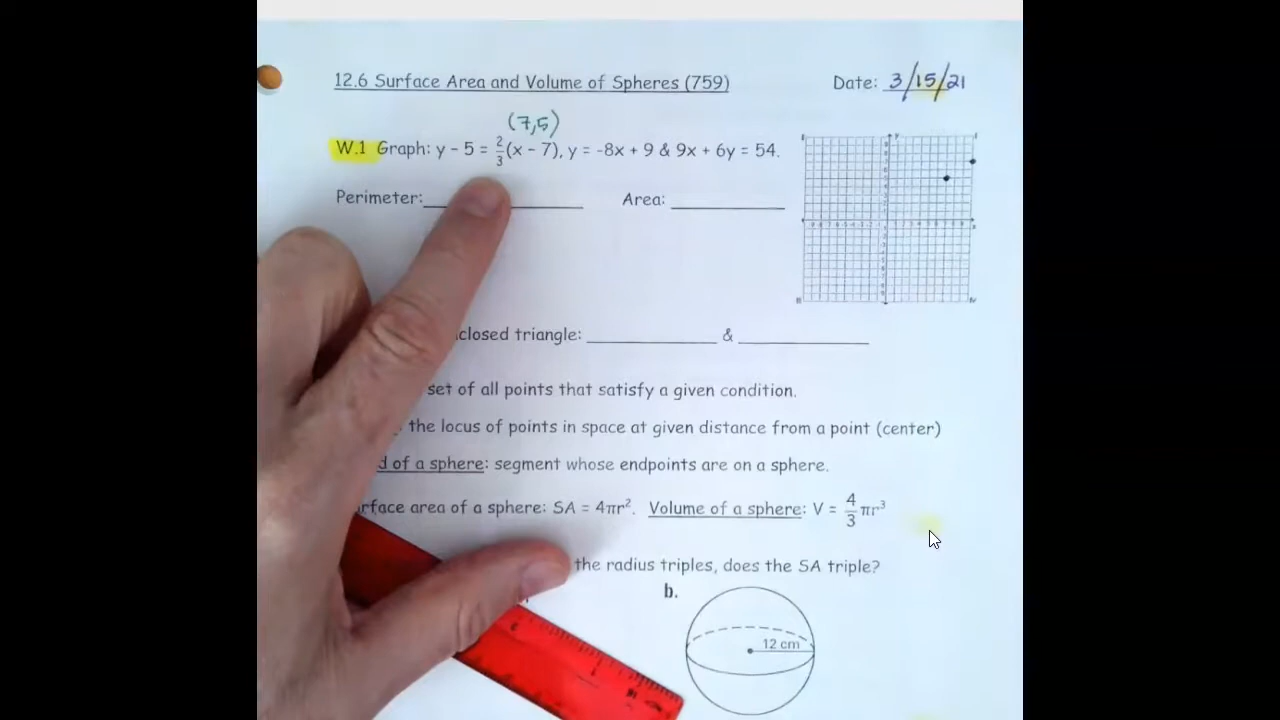 12.6 Surface Area and Volume of Spheres (759) Date: 3/15/21
(7,5)
W.1 Graph: y - 5 = 2/3(x - 7), y = -8x + 9 & 9x + 6y = 54.
Perimeter: Area:
closed triangle: &
set of all points that satisfy a given condition.
the locus of points in space at given distance from a point (center)
d of a sphere: segment whose endpoints are on a sphere.
rface area of a sphere: SA = 4πr². Volume of a sphere: V = 4/3 πr³
the radius triples, does the SA triple?
b.
12 cm